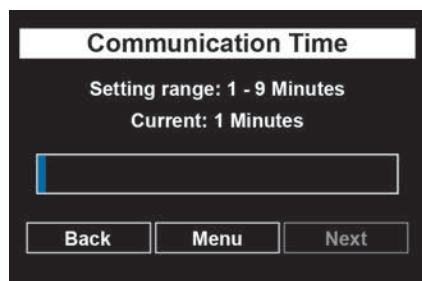 Communication Time
Setting range: 1 - 9 Minutes
Current: 1 Minutes
Back Menu Next